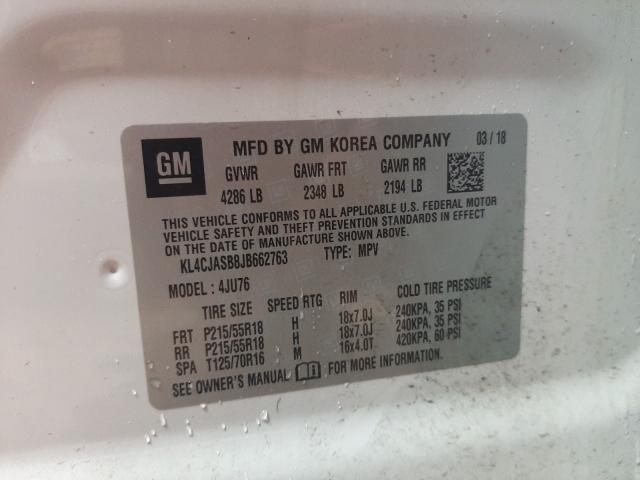 GM
MFD BY GM KOREA COMPANY 03 / 18
GVWR GAWR FRT GAWR RR
4286 LB 2348 LB 2194 LB
THIS VEHICLE CONFORMS TO ALL APPLICABLE U.S. FEDERAL MOTOR
VEHICLE SAFETY AND THEFT PREVENTION STANDARDS IN EFFECT
ON THE DATE OF MANUFACTURE SHOWN ABOVE.
KL4CJASB8JB662763 TYPE: MPV
MODEL : 4JU76
TIRE SIZE SPEED RTG RIM COLD TIRE PRESSURE
FRT P215/55R18 H 18x7.0J 240KPA, 35 PSI
RR P215/55R18 H 18x7.0J 240KPA, 35 PSI
SPA T125/70R16 M 16x4.0T 420KPA, 60 PSI
SEE OWNER'S MANUAL FOR MORE INFORMATION.